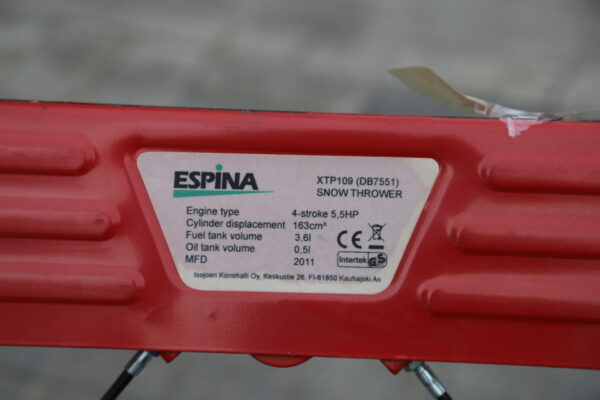 ESPINA
XTP109 (DB7551)
SNOW THROWER
Engine type 4-stroke 5,5HP
Cylinder displacement 163cm³
Fuel tank volume 3,6l
Oil tank volume 0,5l
MFD 2011
CE
Intertek GS
Isojoen Konehalli Oy, Keskustie 26, FI-61850 Kauhajoki As